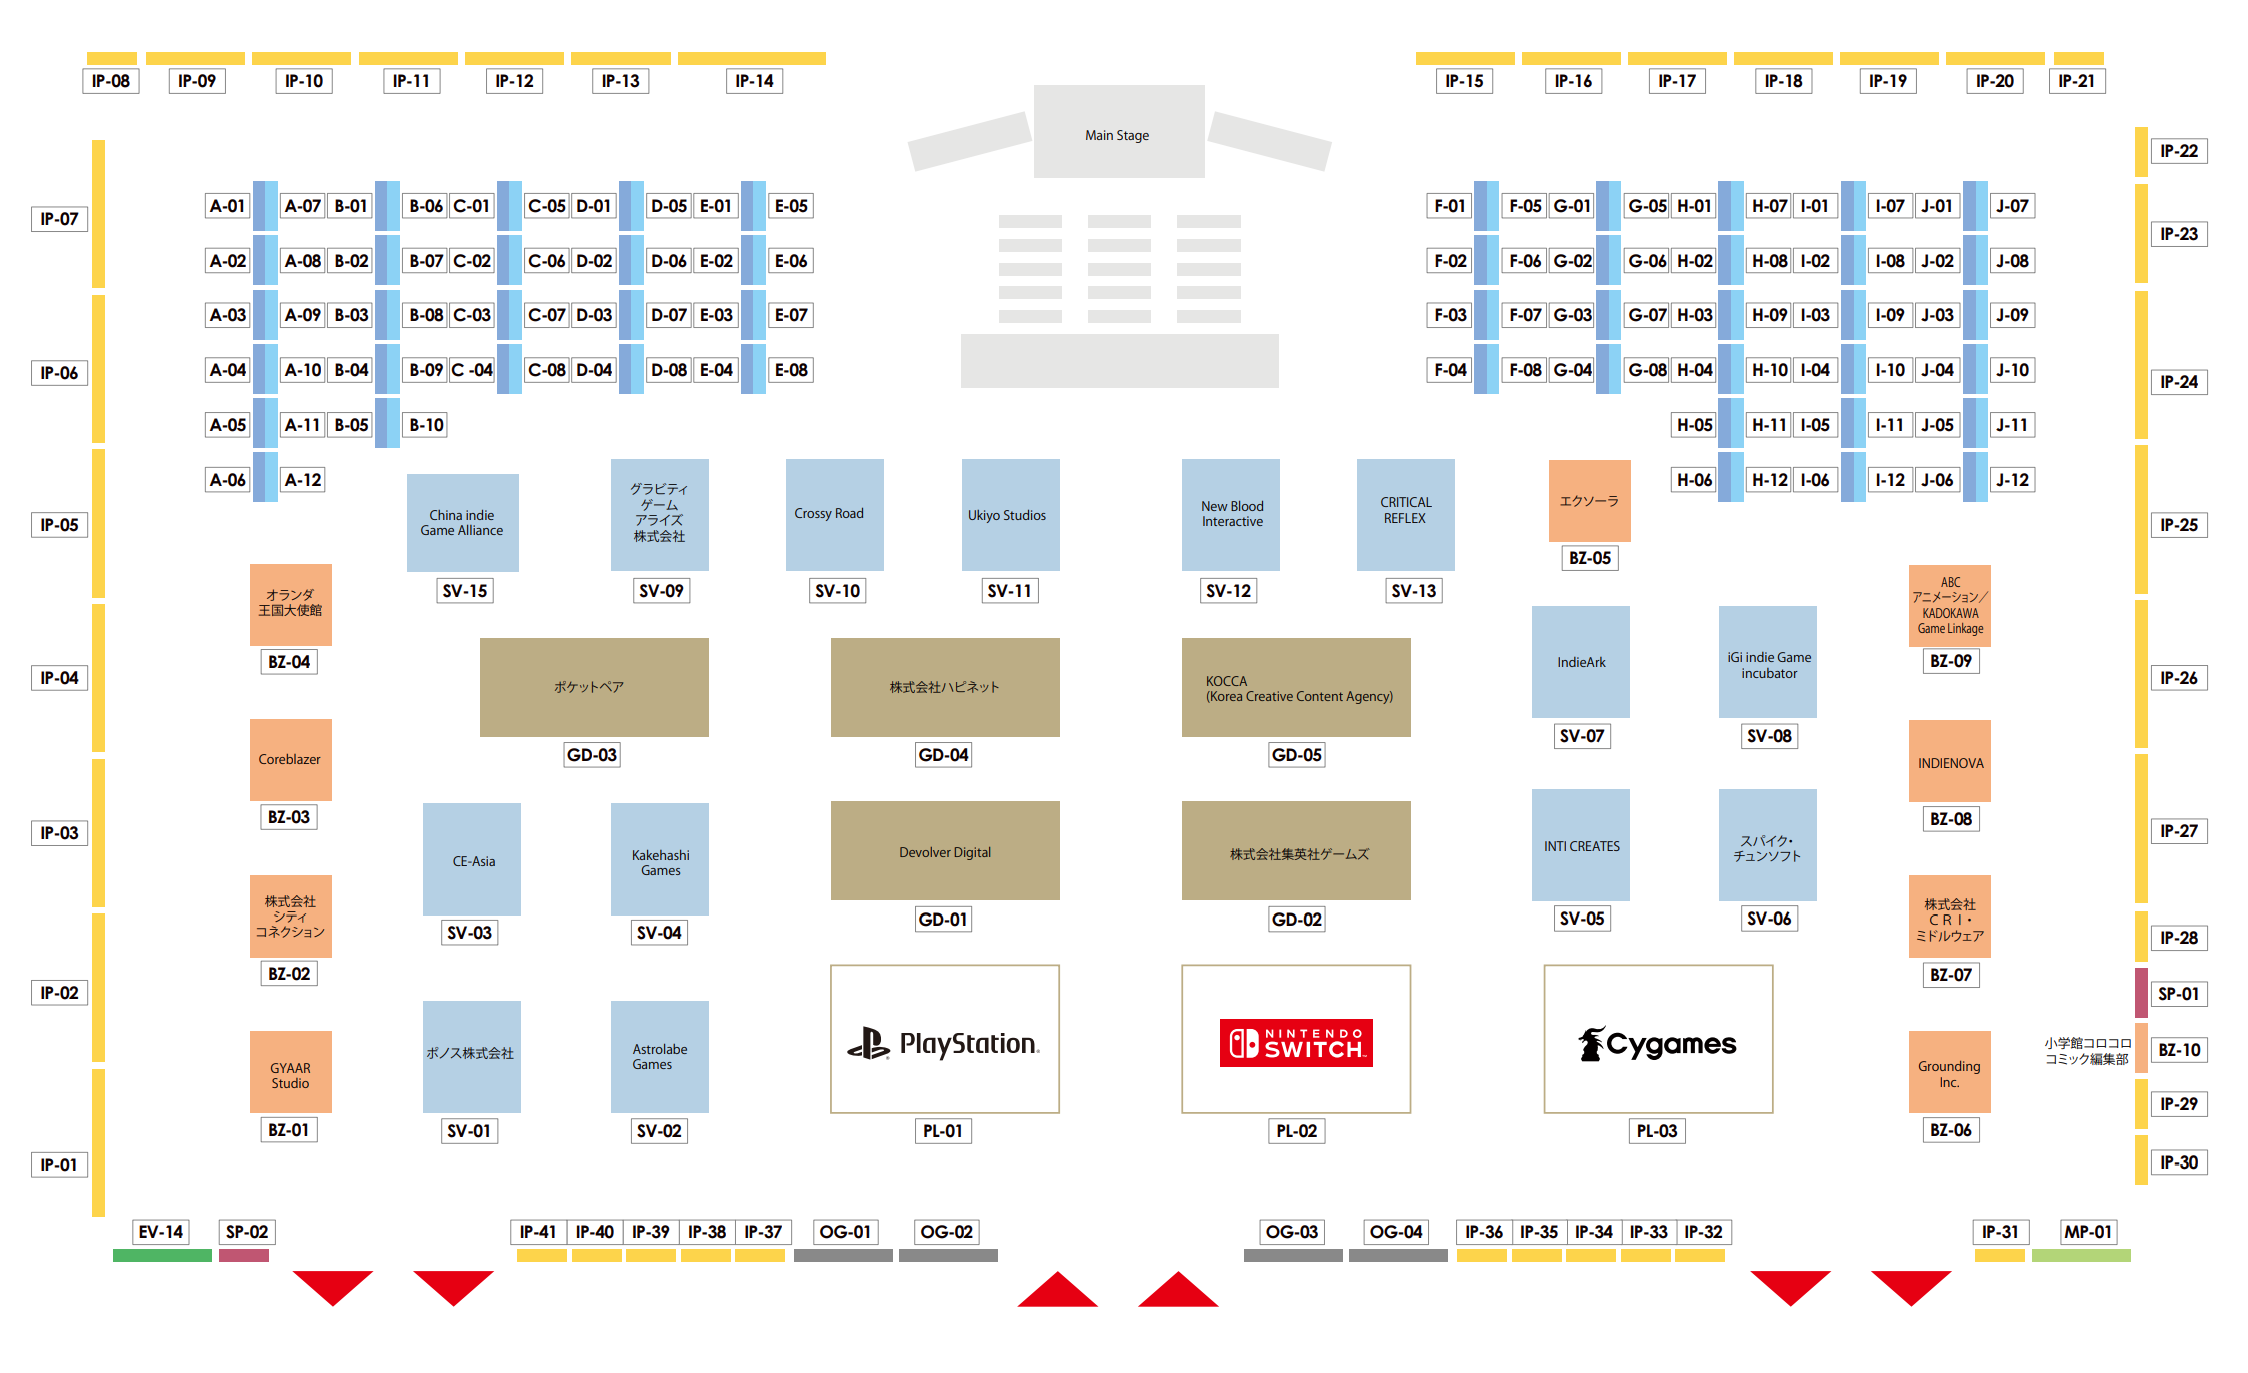 IP-08 IP-09 IP-10 IP-11 IP-12 IP-13 IP-14 IP-15 IP-16 IP-17 IP-18 IP-19 IP-20 IP-21
Main Stage
IP-22
A-01 A-07 B-01 B-06 C-01 C-05 D-01 D-05 E-01 E-05 F-01 F-05 G-01 G-05 H-01 H-07 I-01 I-07 J-01 J-07
IP-07
IP-23
A-02 A-08 B-02 B-07 C-02 C-06 D-02 D-06 E-02 E-06 F-02 F-06 G-02 G-06 H-02 H-08 I-02 I-08 J-02 J-08
A-03 A-09 B-03 B-08 C-03 C-07 D-03 D-07 E-03 E-07 F-03 F-07 G-03 G-07 H-03 H-09 I-03 I-09 J-03 J-09
IP-06
A-04 A-10 B-04 B-09 C -04 C-08 D-04 D-08 E-04 E-08 F-04 F-08 G-04 G-08 H-04 H-10 I-04 I-10 J-04 J-10
IP-24
A-05 A-11 B-05 B-10 H-05 H-11 I-05 I-11 J-05 J-11
A-06 A-12 H-06 H-12 I-06 I-12 J-06 J-12
IP-05
China indie
Game Alliance
SV-15
グラビティ
ゲーム
アライズ
株式会社
SV-09
Crossy Road
SV-10
Ukiyo Studios
SV-11
New Blood
Interactive
SV-12
CRITICAL
REFLEX
SV-13
エクソーラ
BZ-05
IP-25
オランダ
王国大使館
BZ-04
ABC
アニメーション／
KADOKAWA
Game Linkage
BZ-09
IP-04
ポケットペア
GD-03
株式会社ハピネット
GD-04
KOCCA
(Korea Creative Content Agency)
GD-05
IndieArk
SV-07
iGi indie Game
incubator
SV-08
IP-26
Coreblazer
BZ-03
INDIENOVA
BZ-08
IP-03
CE-Asia
SV-03
Kakehashi
Games
SV-04
Devolver Digital
GD-01
株式会社集英社ゲームズ
GD-02
INTI CREATES
SV-05
スパイク・
チュンソフト
SV-06
IP-27
株式会社
シティ
コネクション
BZ-02
株式会社
ＣＲＩ・
ミドルウェア
BZ-07
IP-28
IP-02
SP-01
GYAAR
Studio
BZ-01
ポノス株式会社
SV-01
Astrolabe
Games
SV-02
PlayStation
PL-01
NINTENDO
SWITCH
PL-02
Cygames
PL-03
Grounding
Inc.
BZ-06
小学館コロコロ
コミック編集部
BZ-10
IP-29
IP-01
IP-30
EV-14 SP-02 IP-41 IP-40 IP-39 IP-38 IP-37 OG-01 OG-02 OG-03 OG-04 IP-36 IP-35 IP-34 IP-33 IP-32 IP-31 MP-01